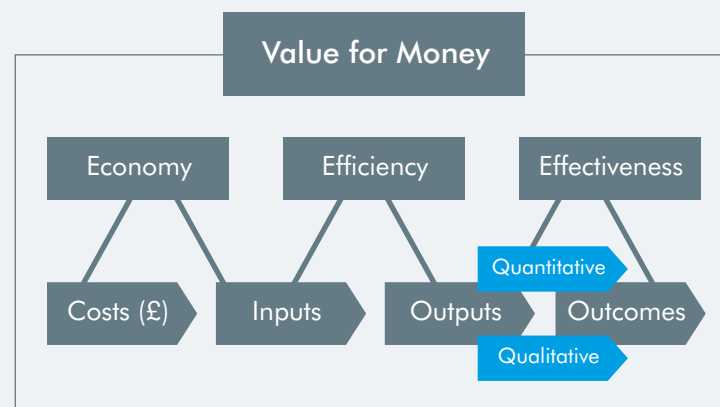 Value for Money
Economy
Efficiency
Effectiveness
Quantitative
Costs (£)
Inputs
Outputs
Outcomes
Qualitative